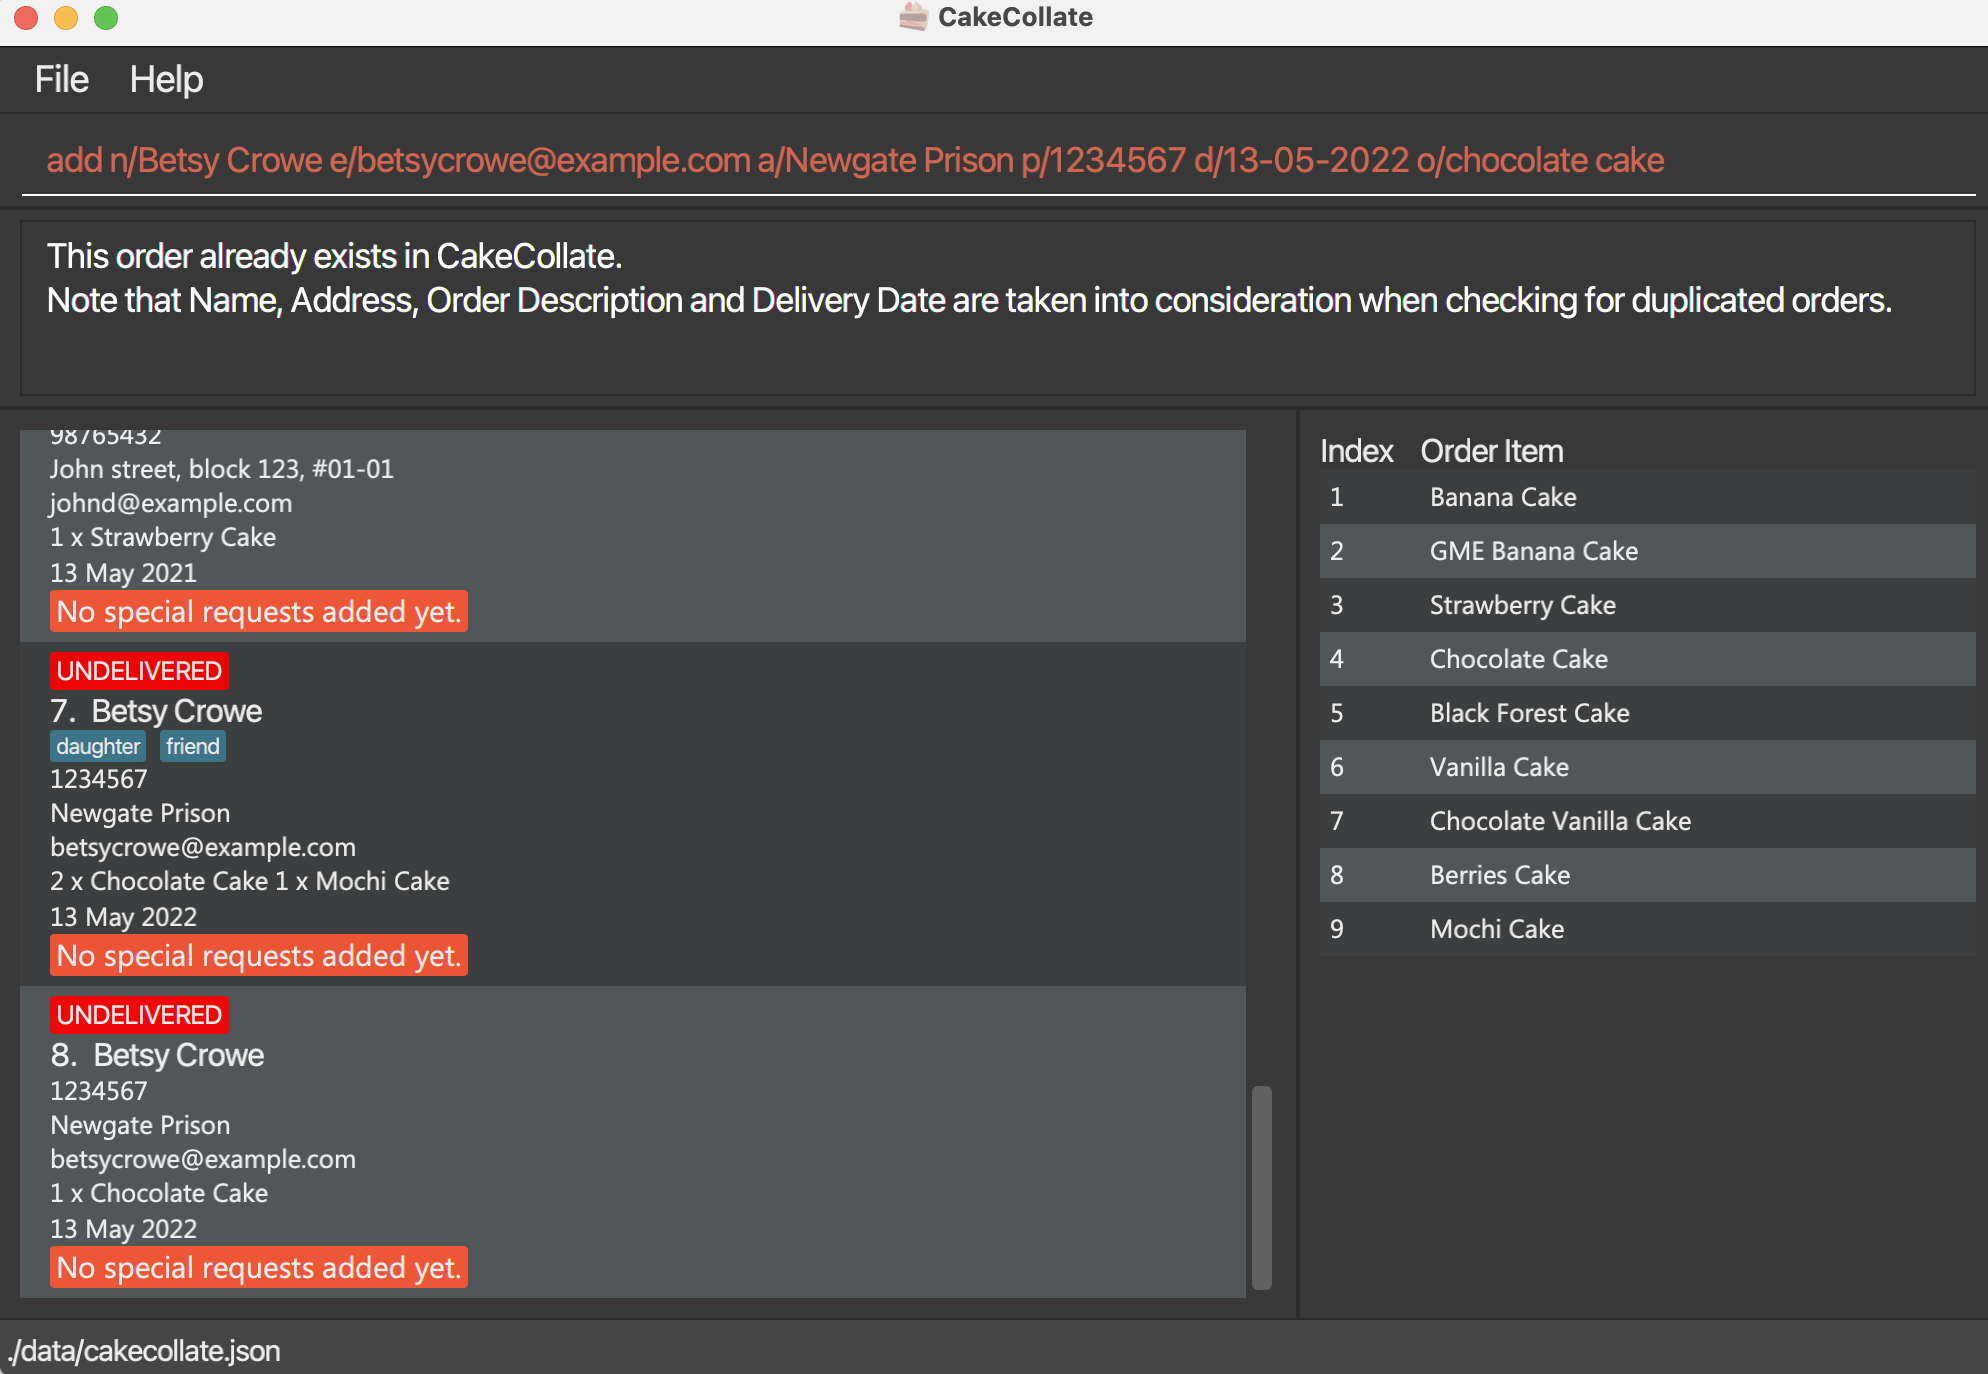 CakeCollate
File Help
add n/Betsy Crowe e/betsycrowe@example.com a/Newgate Prison p/1234567 d/13-05-2022 o/chocolate cake
This order already exists in CakeCollate.
Note that Name, Address, Order Description and Delivery Date are taken into consideration when checking for duplicated orders.
98765432
John street, block 123, #01-01
johnd@example.com
1 x Strawberry Cake
13 May 2021
No special requests added yet.
UNDELIVERED
7. Betsy Crowe
daughter friend
1234567
Newgate Prison
betsycrowe@example.com
2 x Chocolate Cake 1 x Mochi Cake
13 May 2022
No special requests added yet.
UNDELIVERED
8. Betsy Crowe
1234567
Newgate Prison
betsycrowe@example.com
1 x Chocolate Cake
13 May 2022
No special requests added yet.
Index Order Item
1 Banana Cake
2 GME Banana Cake
3 Strawberry Cake
4 Chocolate Cake
5 Black Forest Cake
6 Vanilla Cake
7 Chocolate Vanilla Cake
8 Berries Cake
9 Mochi Cake
./data/cakecollate.json